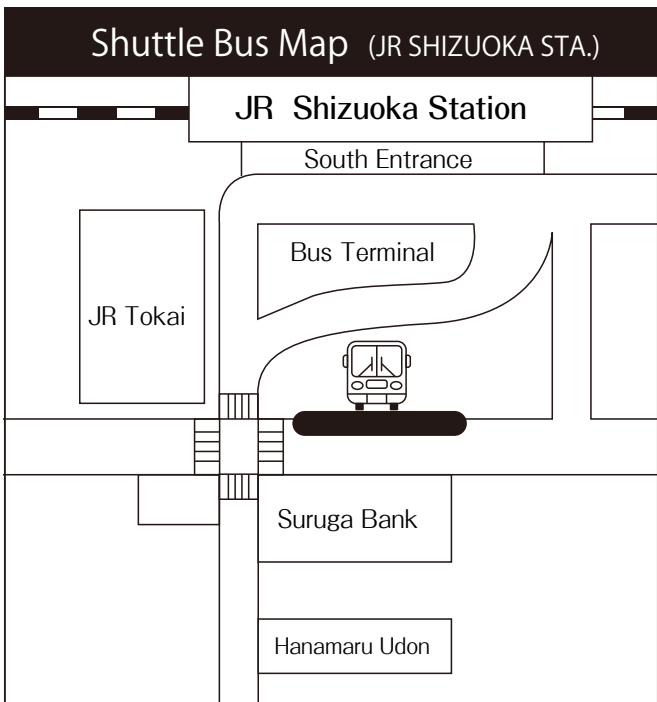 Shuttle Bus Map (JR SHIZUOKA STA.)
JR Shizuoka Station
South Entrance
Bus Terminal
JR Tokai
Suruga Bank
Hanamaru Udon